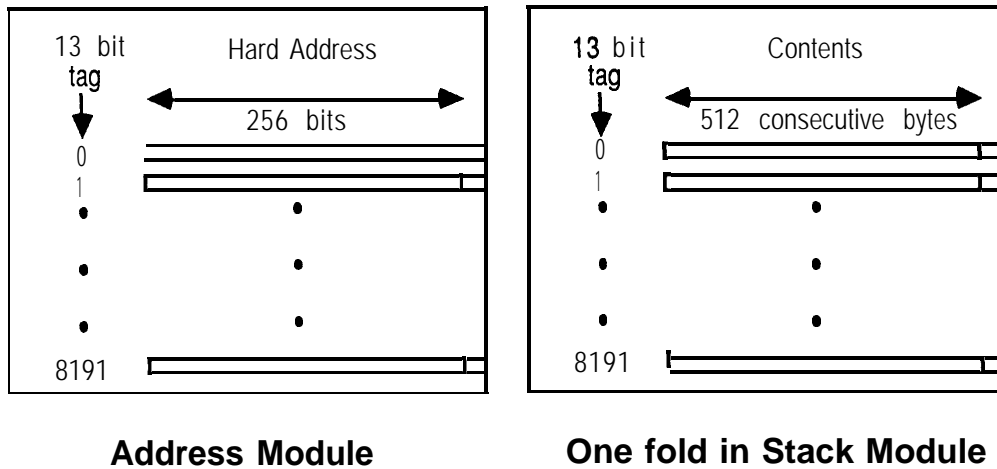 13 bit
tag
Hard Address
256 bits
0
1
8191
13 bit
tag
Contents
512 consecutive bytes
0
1
8191
Address Module
One fold in Stack Module